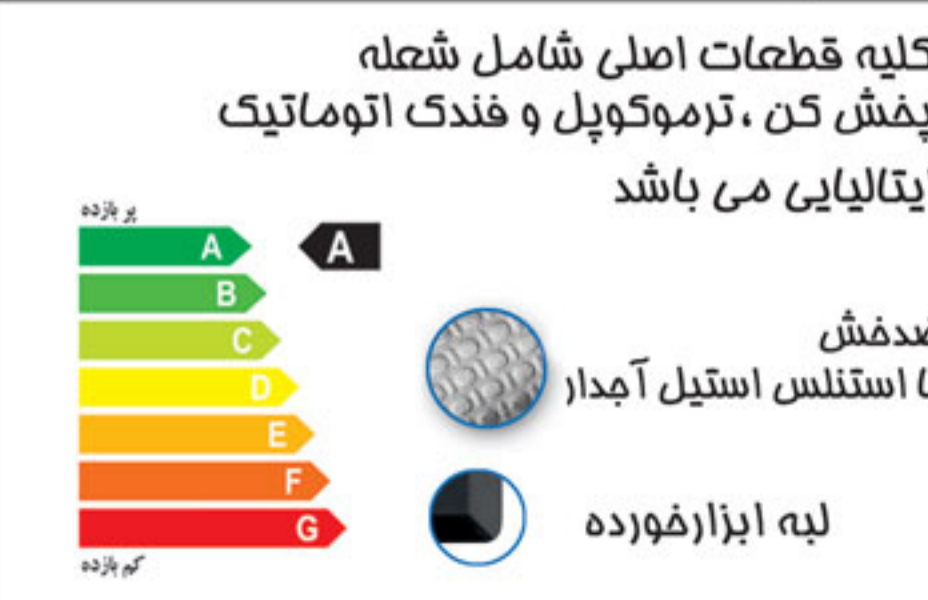 کلیه قطعات اصلی شامل شعله
پخش کن ، ترموکوپل و فندک اتوماتیک
ایتالیایی می باشد
پر بازده
A
A
B
C
D
E
F
G
کم بازده
ضدخش
با استنلس استیل آجدار
لبه ابزارخورده